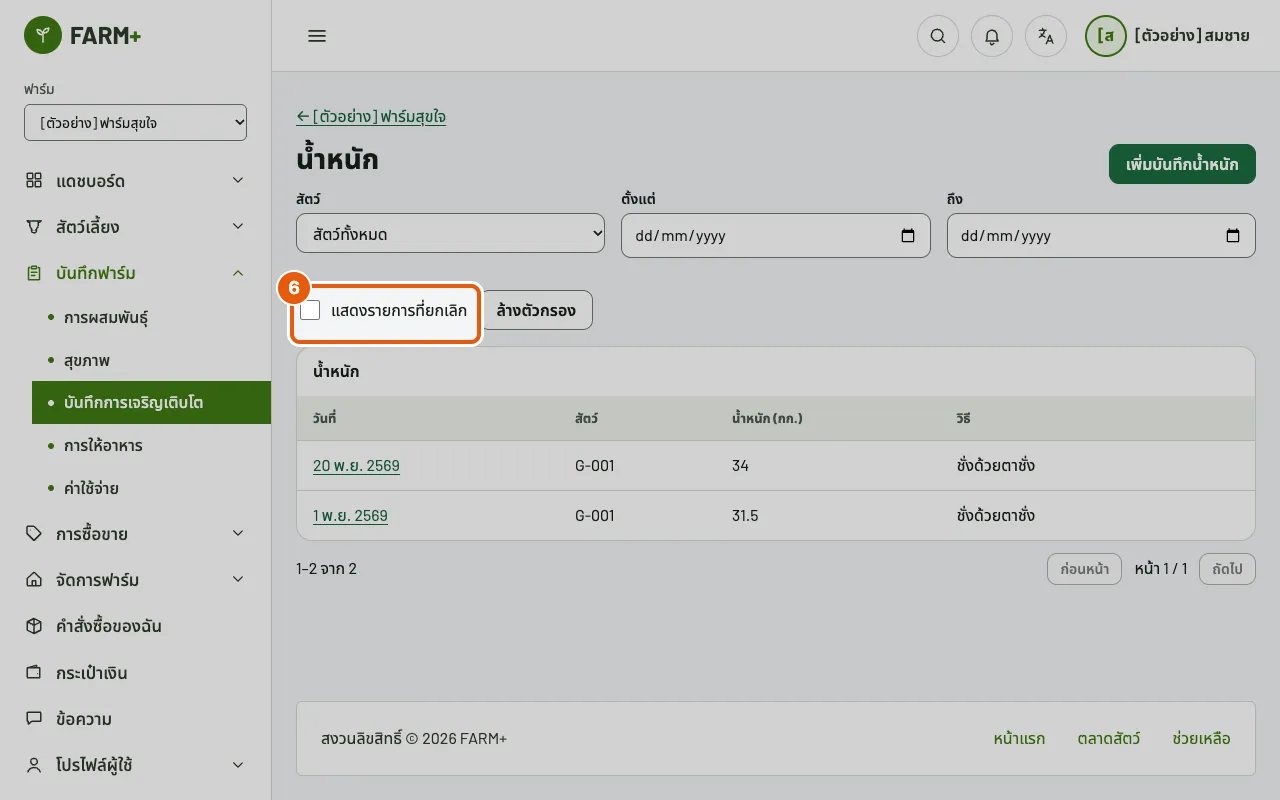 FARM+
ฟาร์ม
[ตัวอย่าง] ฟาร์มสุขใจ
แดชบอร์ด
สัตว์เลี้ยง
บันทึกฟาร์ม
การผสมพันธุ์
สุขภาพ
บันทึกการเจริญเติบโต
การให้อาหาร
ค่าใช้จ่าย
การซื้อขาย
จัดการฟาร์ม
คำสั่งซื้อของฉัน
กระเป๋าเงิน
ข้อความ
โปรไฟล์ผู้ใช้
[ส [ตัวอย่าง] สมชาย
← [ตัวอย่าง] ฟาร์มสุขใจ
น้ำหนัก
เพิ่มบันทึกน้ำหนัก
สัตว์ ตั้งแต่ ถึง
สัตว์ทั้งหมด dd/mm/yyyy dd/mm/yyyy
6
แสดงรายการที่ยกเลิก ล้างตัวกรอง
น้ำหนัก
วันที่ สัตว์ น้ำหนัก (กก.) วิธี
20 พ.ย. 2569 G-001 34 ชั่งด้วยตาชั่ง
1 พ.ย. 2569 G-001 31.5 ชั่งด้วยตาชั่ง
1–2 จาก 2 ก่อนหน้า หน้า 1 / 1 ถัดไป
สงวนลิขสิทธิ์ © 2026 FARM+ หน้าแรก ตลาดสัตว์ ช่วยเหลือ